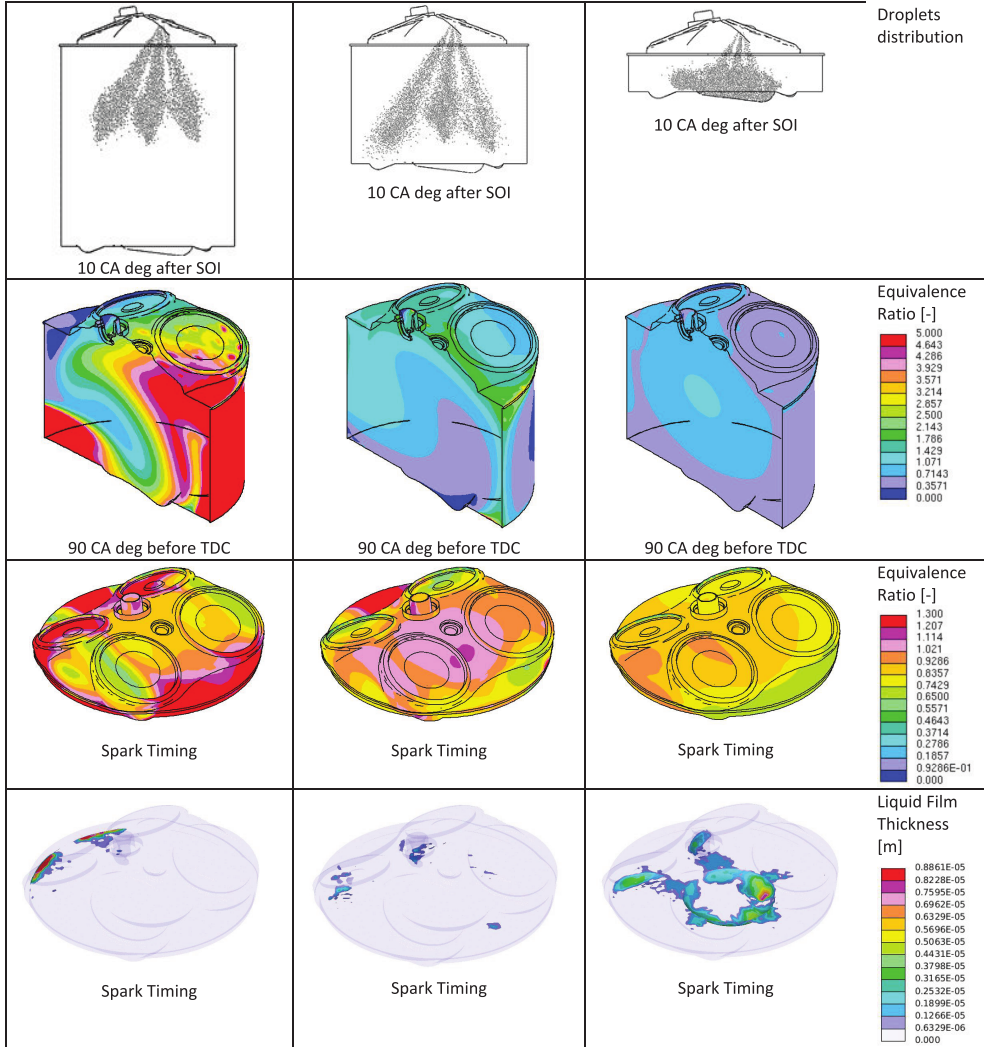 Droplets
distribution
10 CA deg after SOI
10 CA deg after SOI
10 CA deg after SOI
Equivalence
Ratio [-]
5.000
4.643
4.286
3.929
3.571
3.214
2.857
2.500
2.143
1.786
1.429
1.071
0.7143
0.3571
0.000
90 CA deg before TDC
90 CA deg before TDC
90 CA deg before TDC
Equivalence
Ratio [-]
1.300
1.207
1.114
1.021
0.9286
0.8357
0.7429
0.6500
0.5571
0.4643
0.3714
0.2786
0.1857
0.9286E-01
0.000
Spark Timing
Spark Timing
Spark Timing
Liquid Film
Thickness
[m]
0.8861E-05
0.8228E-05
0.7595E-05
0.6962E-05
0.6329E-05
0.5696E-05
0.5063E-05
0.4431E-05
0.3798E-05
0.3165E-05
0.2532E-05
0.1899E-05
0.1266E-05
0.6329E-06
0.000
Spark Timing
Spark Timing
Spark Timing